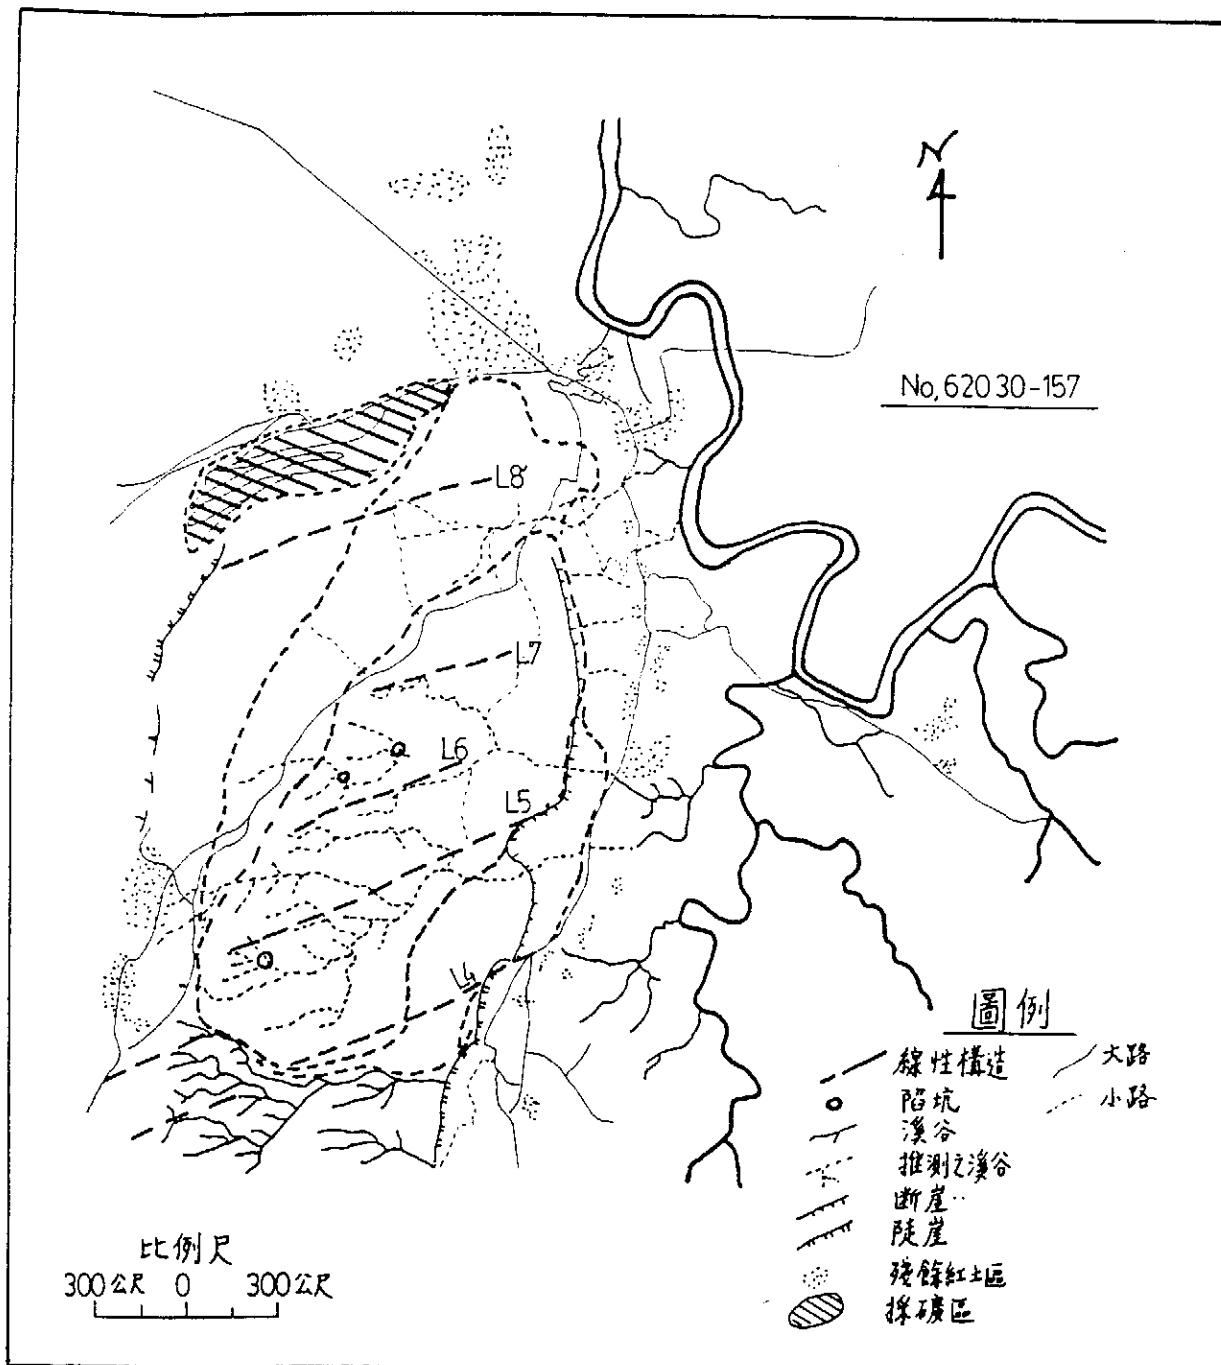 N
No, 62030-157
L8
L7
L6
L5
L4
圖例
線性構造
大路
陷坑
小路
溪谷
推測之溪谷
断崖
陡崖
殘餘紅土區
採礦區
比例尺
300公尺 0 300公尺